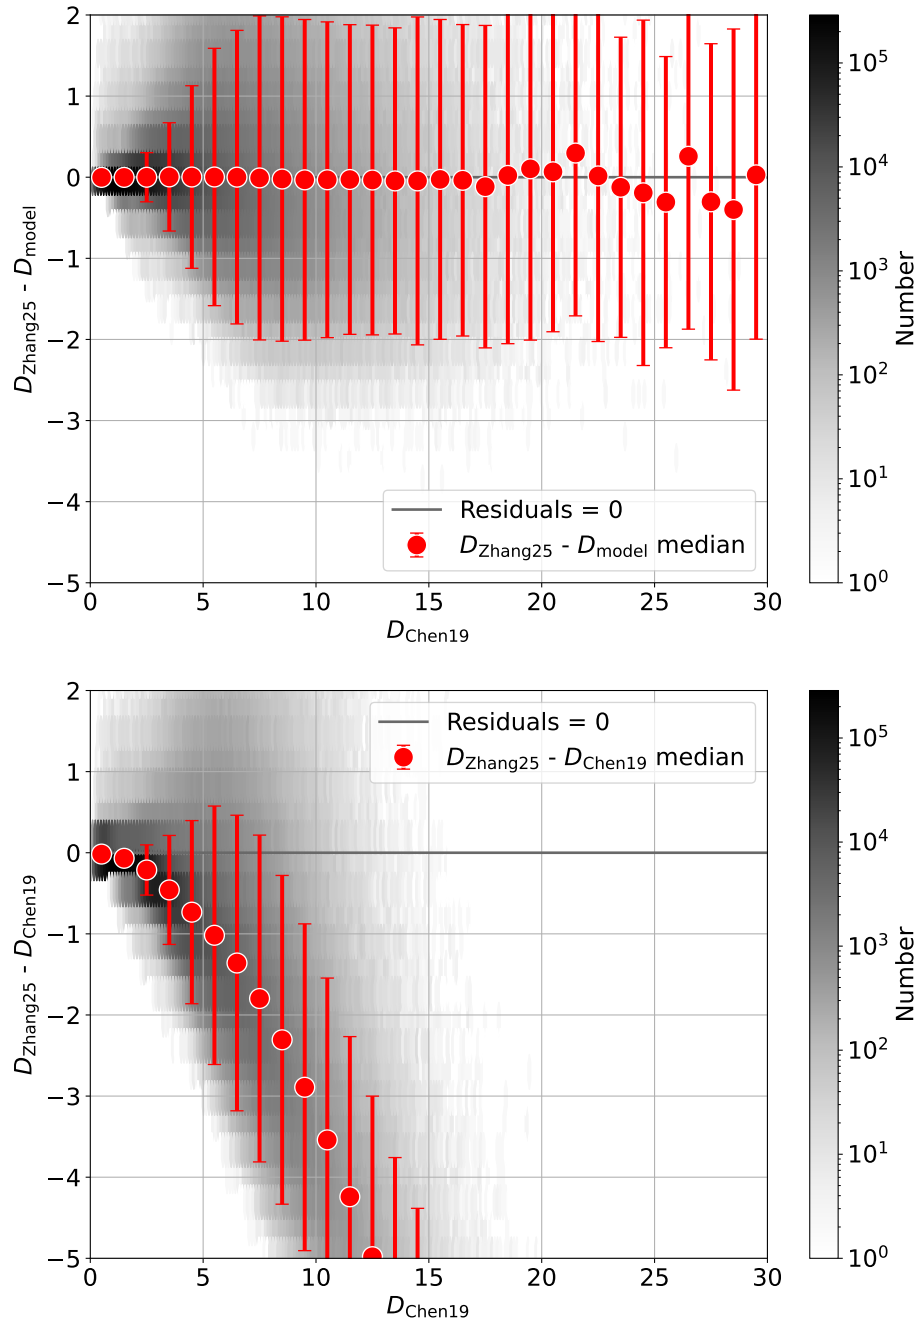 2
1
0
−1
−2
−3
−4
−5
D_Zhang25 - D_model
Residuals = 0
D_Zhang25 - D_model median
0 5 10 15 20 25 30
D_Chen19
10^5
10^4
10^3
10^2
10^1
10^0
Number
2
1
0
−1
−2
−3
−4
−5
D_Zhang25 - D_Chen19
Residuals = 0
D_Zhang25 - D_Chen19 median
0 5 10 15 20 25 30
D_Chen19
10^5
10^4
10^3
10^2
10^1
10^0
Number